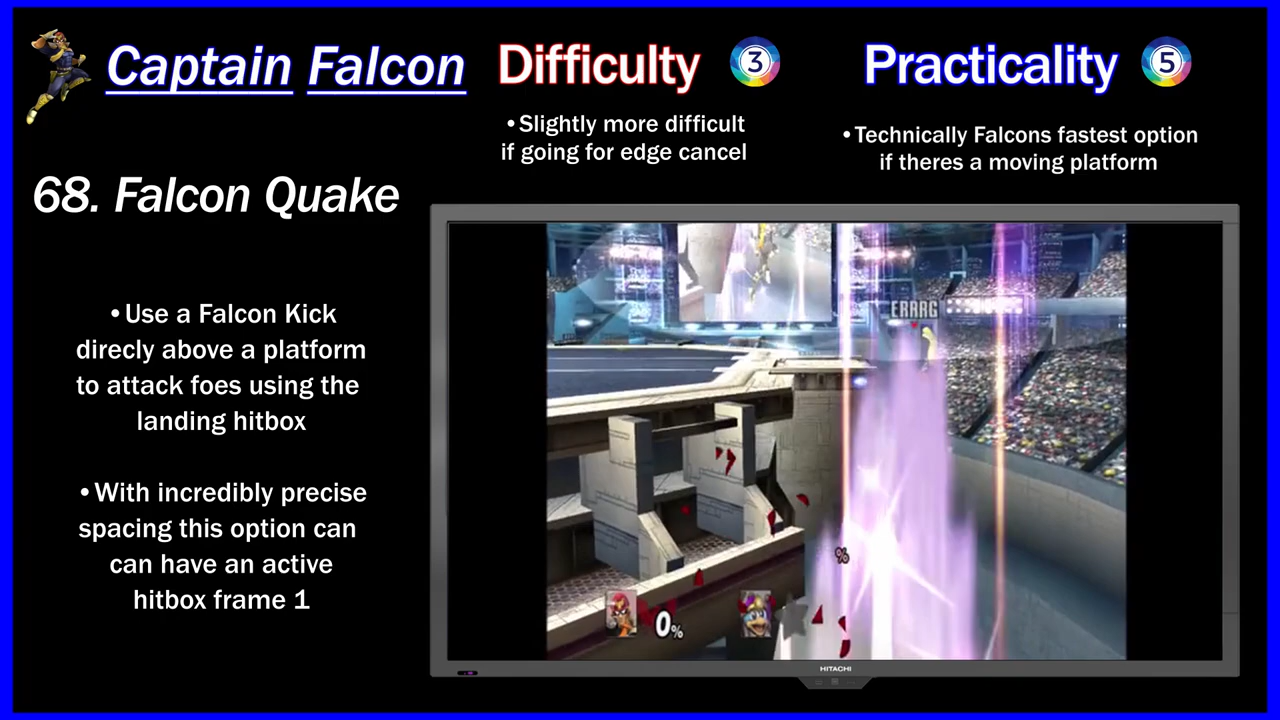 Captain Falcon
Difficulty 3
Practicality 5
•Slightly more difficult
if going for edge cancel
•Technically Falcons fastest option
if theres a moving platform
68. Falcon Quake
•Use a Falcon Kick
direcly above a platform
to attack foes using the
landing hitbox
•With incredibly precise
spacing this option can
can have an active
hitbox frame 1
ERRRG
%
0%
HITACHI